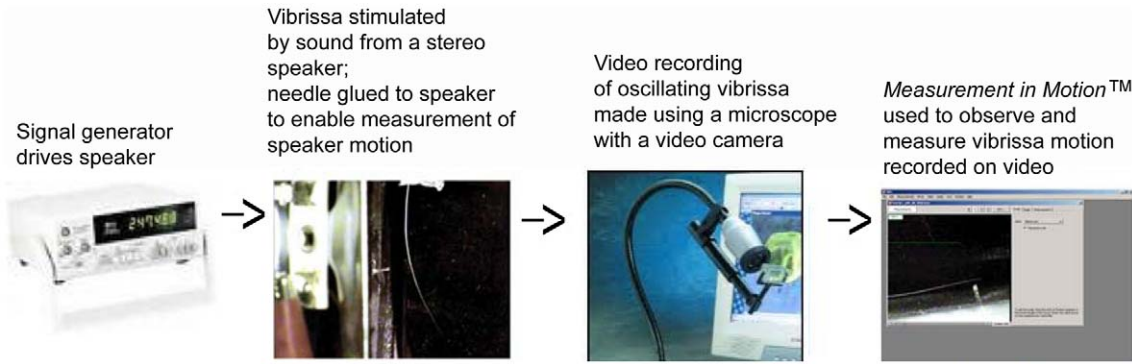 Signal generator
drives speaker
Vibrissa stimulated
by sound from a stereo
speaker;
needle glued to speaker
to enable measurement of
speaker motion
Video recording
of oscillating vibrissa
made using a microscope
with a video camera
Measurement in Motion™
used to observe and
measure vibrissa motion
recorded on video